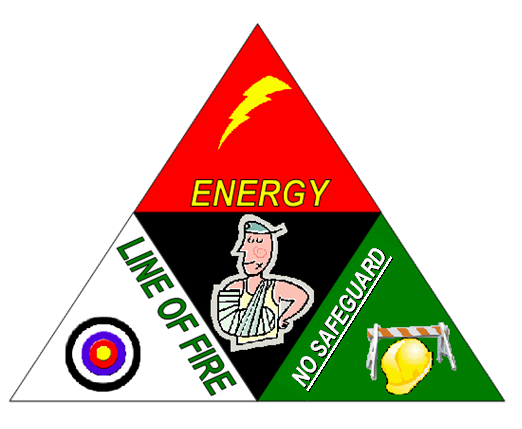 ENERGY
LINE OF FIRE
NO SAFEGUARD